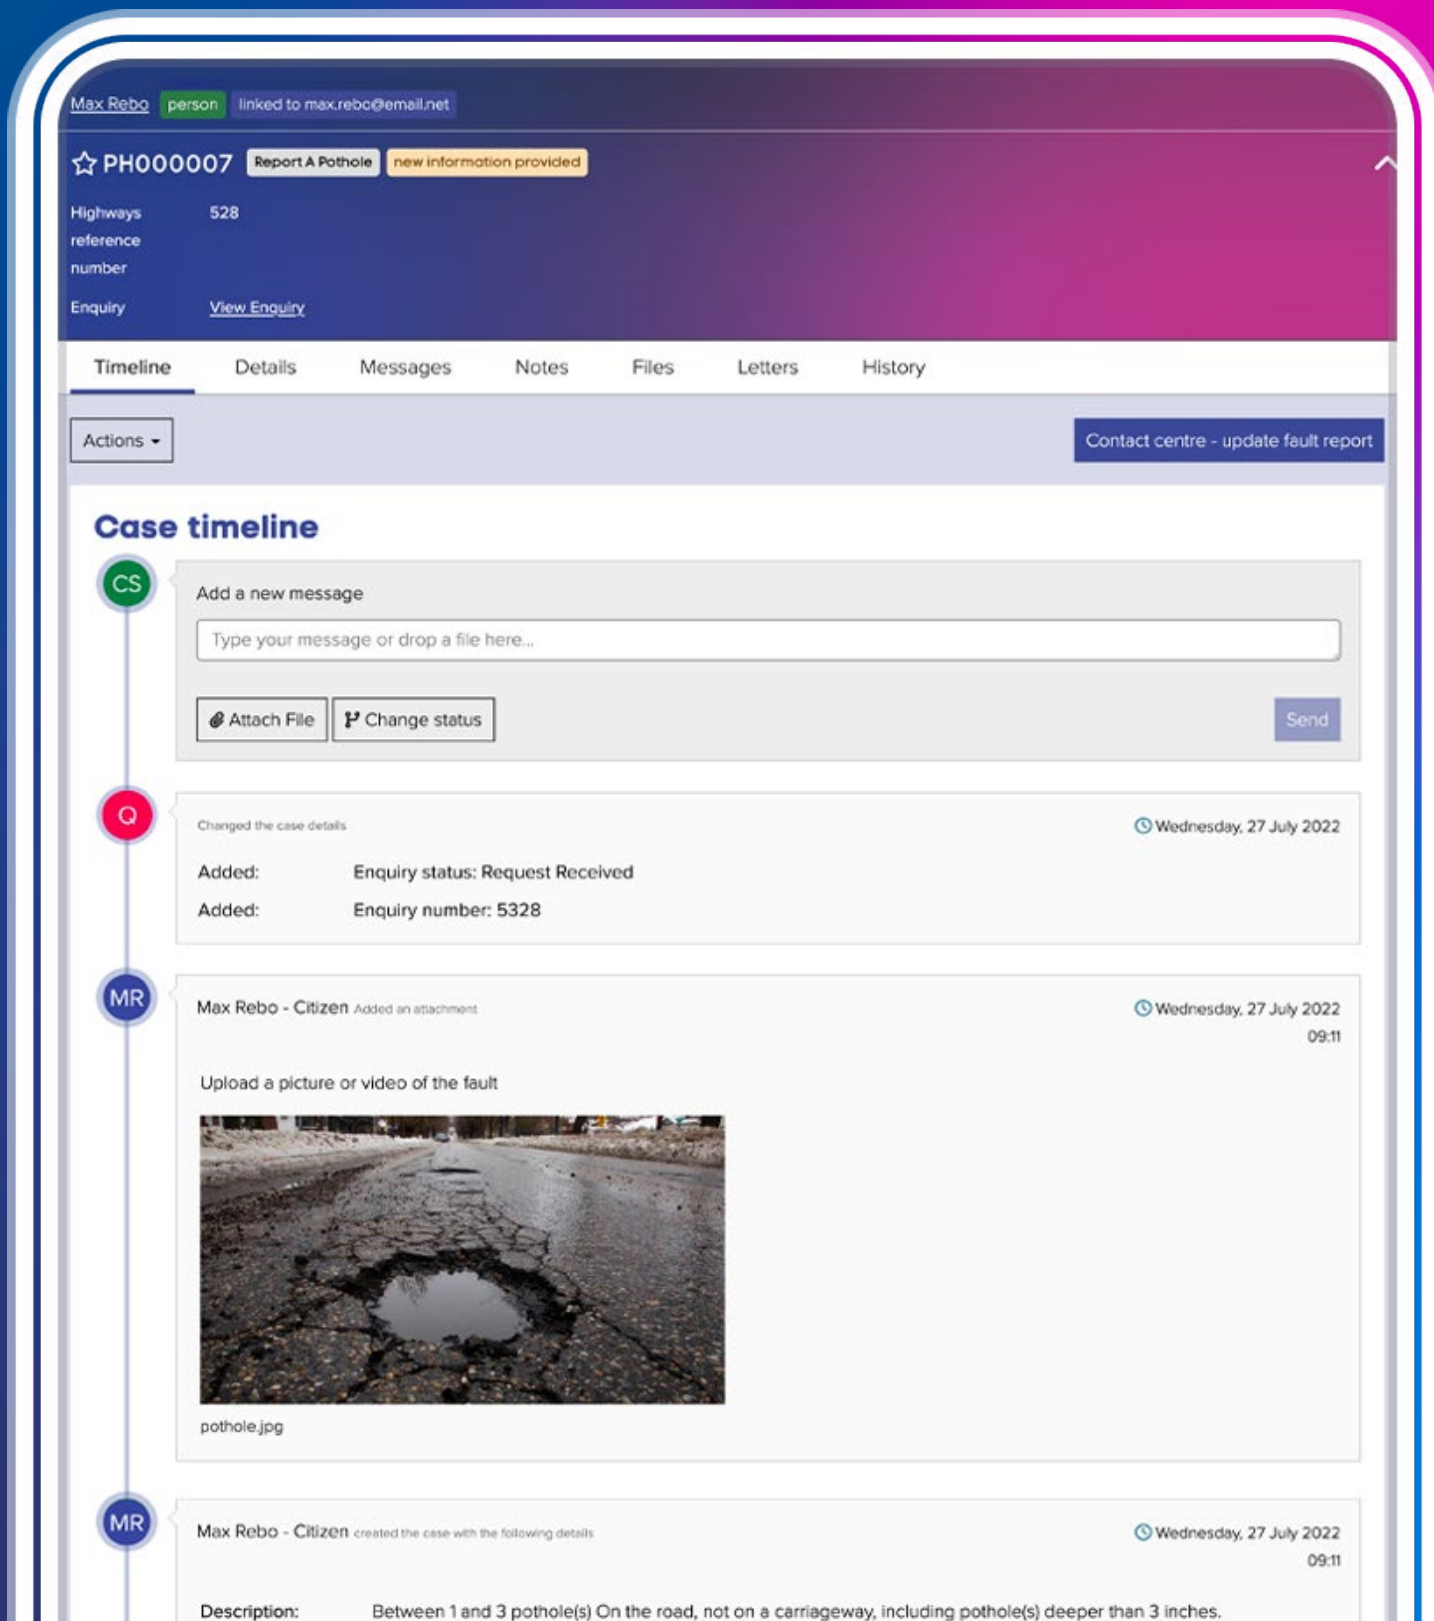 Max Rebo person linked to max.rebo@email.net
PH000007 Report A Pothole new information provided
Highways 528
reference
number
Enquiry View Enquiry
Timeline Details Messages Notes Files Letters History
Actions Contact centre - update fault report
Case timeline
CS
Add a new message
Type your message or drop a file here...
Attach File Change status Send
Q
Changed the case details Wednesday, 27 July 2022
Added: Enquiry status: Request Received
Added: Enquiry number: 5328
MR
Max Rebo - Citizen Added an attachment Wednesday, 27 July 2022
09:11
Upload a picture or video of the fault
pothole.jpg
MR
Max Rebo - Citizen created the case with the following details Wednesday, 27 July 2022
09:11
Description: Between 1 and 3 pothole(s) On the road, not on a carriageway, including pothole(s) deeper than 3 inches.